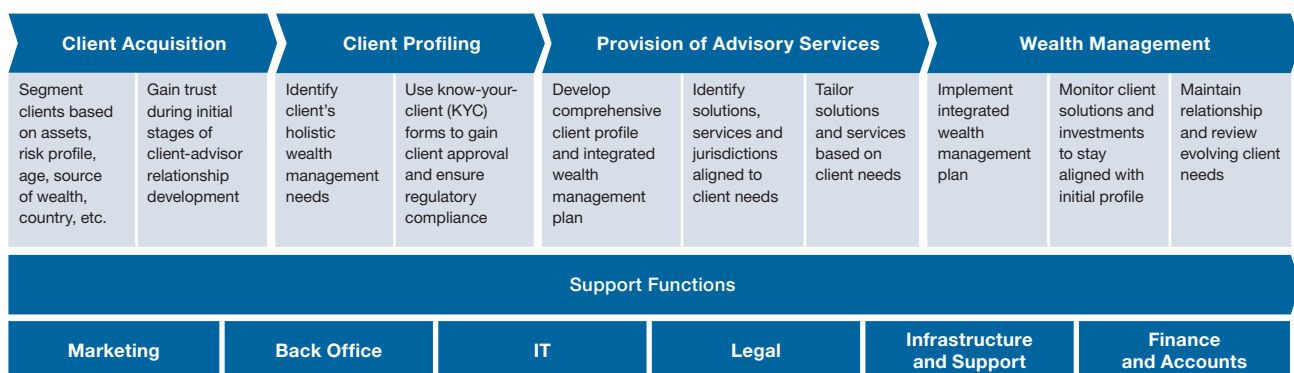 Client Acquisition
Client Profiling
Provision of Advisory Services
Wealth Management
Segment
clients based
on assets,
risk profile,
age, source
of wealth,
country, etc.
Gain trust
during initial
stages of
client-advisor
relationship
development
Identify
client’s
holistic
wealth
management
needs
Use know-your-
client (KYC)
forms to gain
client approval
and ensure
regulatory
compliance
Develop
comprehensive
client profile
and integrated
wealth
management
plan
Identify
solutions,
services and
jurisdictions
aligned to
client needs
Tailor
solutions
and services
based on
client needs
Implement
integrated
wealth
management
plan
Monitor client
solutions and
investments
to stay
aligned with
initial profile
Maintain
relationship
and review
evolving client
needs
Support Functions
Marketing
Back Office
IT
Legal
Infrastructure
and Support
Finance
and Accounts